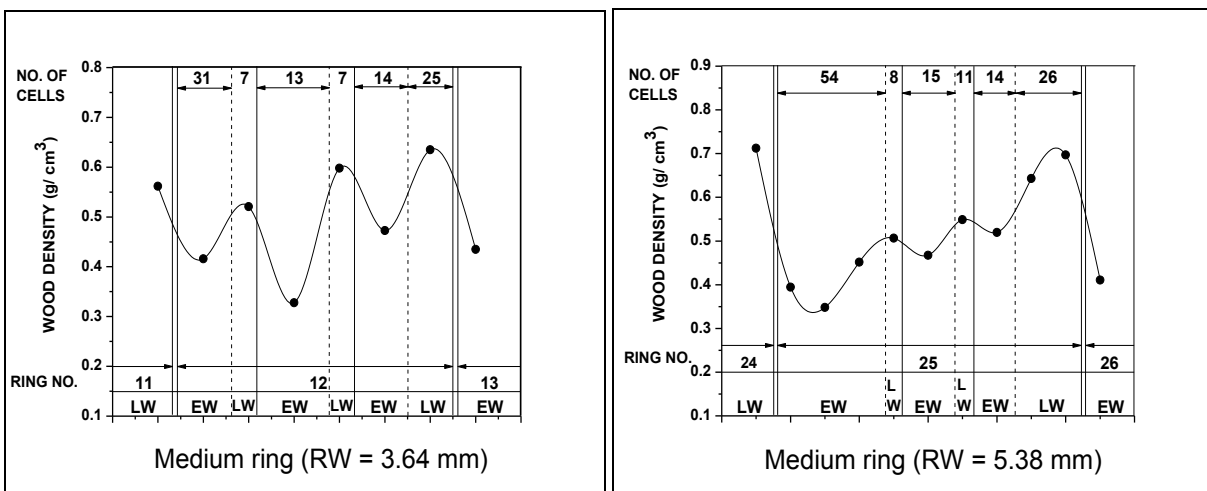 NO. OF
CELLS
31 7 13 7 14 25
0.8
0.7
0.6
0.5
0.4
0.3
0.2
0.1
WOOD DENSITY (g/ cm³)
RING NO.
11 12 13
LW EW LW EW LW EW LW EW
Medium ring (RW = 3.64 mm)
NO. OF
CELLS
54 8 15 11 14 26
0.9
0.8
0.7
0.6
0.5
0.4
0.3
0.2
0.1
WOOD DENSITY (g/ cm³)
RING NO.
24 25 26
LW EW L
W EW L
W EW LW EW
Medium ring (RW = 5.38 mm)